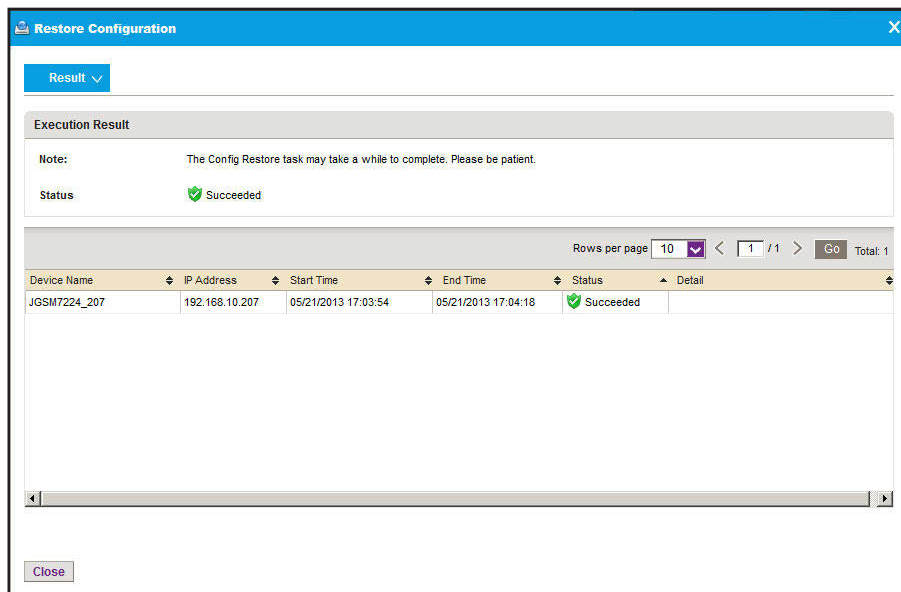 Restore Configuration
X
Result
Execution Result
Note: The Config Restore task may take a while to complete. Please be patient.
Status Succeeded
Rows per page 10 < 1 / 1 > Go Total: 1
Device Name IP Address Start Time End Time Status Detail
JGSM7224_207 192.168.10.207 05/21/2013 17:03:54 05/21/2013 17:04:18 Succeeded
Close